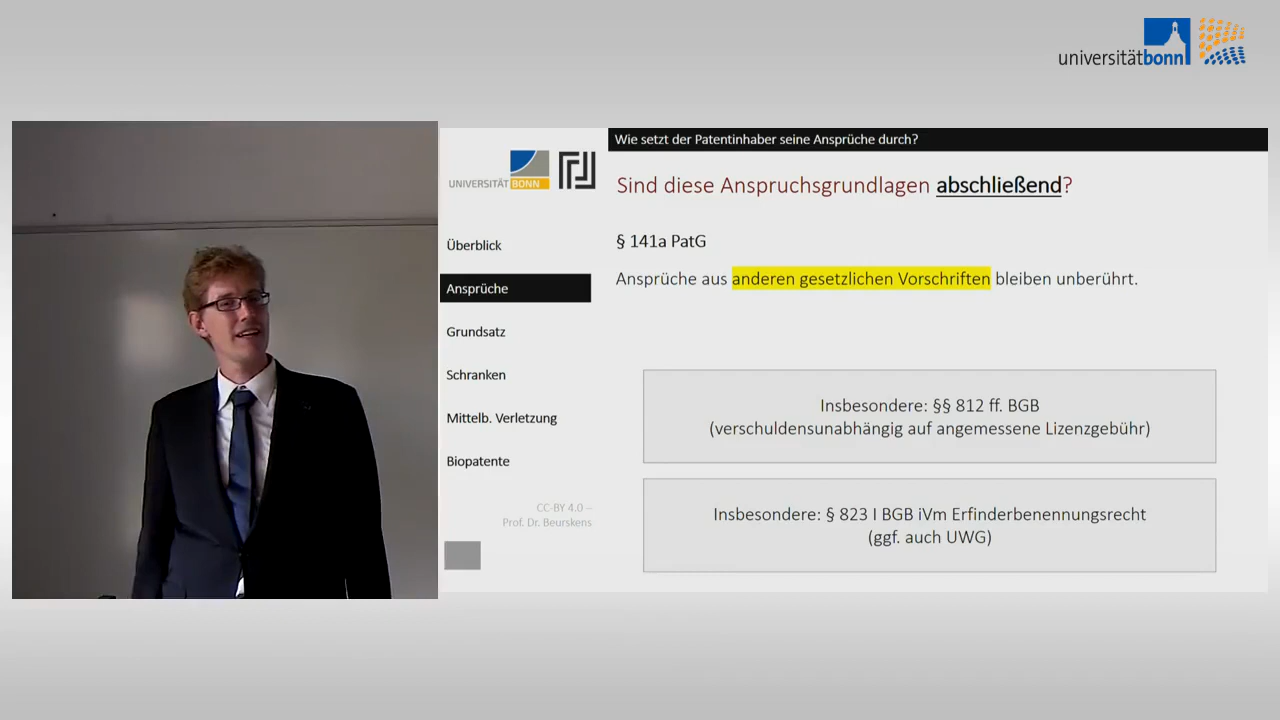 universitätbonn
Wie setzt der Patentinhaber seine Ansprüche durch?
UNIVERSITÄT BONN
Sind diese Anspruchsgrundlagen abschließend?
Überblick
Ansprüche
Grundsatz
Schranken
Mittelb. Verletzung
Biopatente
CC-BY 4.0 –
Prof. Dr. Beurskens
§ 141a PatG
Ansprüche aus anderen gesetzlichen Vorschriften bleiben unberührt.
Insbesondere: §§ 812 ff. BGB
(verschuldensunabhängig auf angemessene Lizenzgebühr)
Insbesondere: § 823 I BGB iVm Erfinderbenennungsrecht
(ggf. auch UWG)